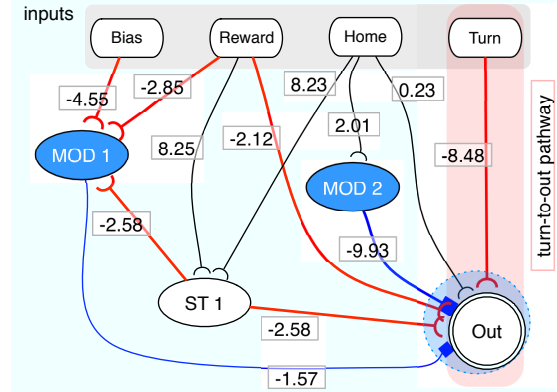 inputs
Bias
Reward
Home
Turn
-4.55
-2.85
8.23
0.23
2.01
8.25
-2.12
-8.48
MOD 1
MOD 2
-2.58
-9.93
ST 1
-2.58
Out
-1.57
turn-to-out pathway